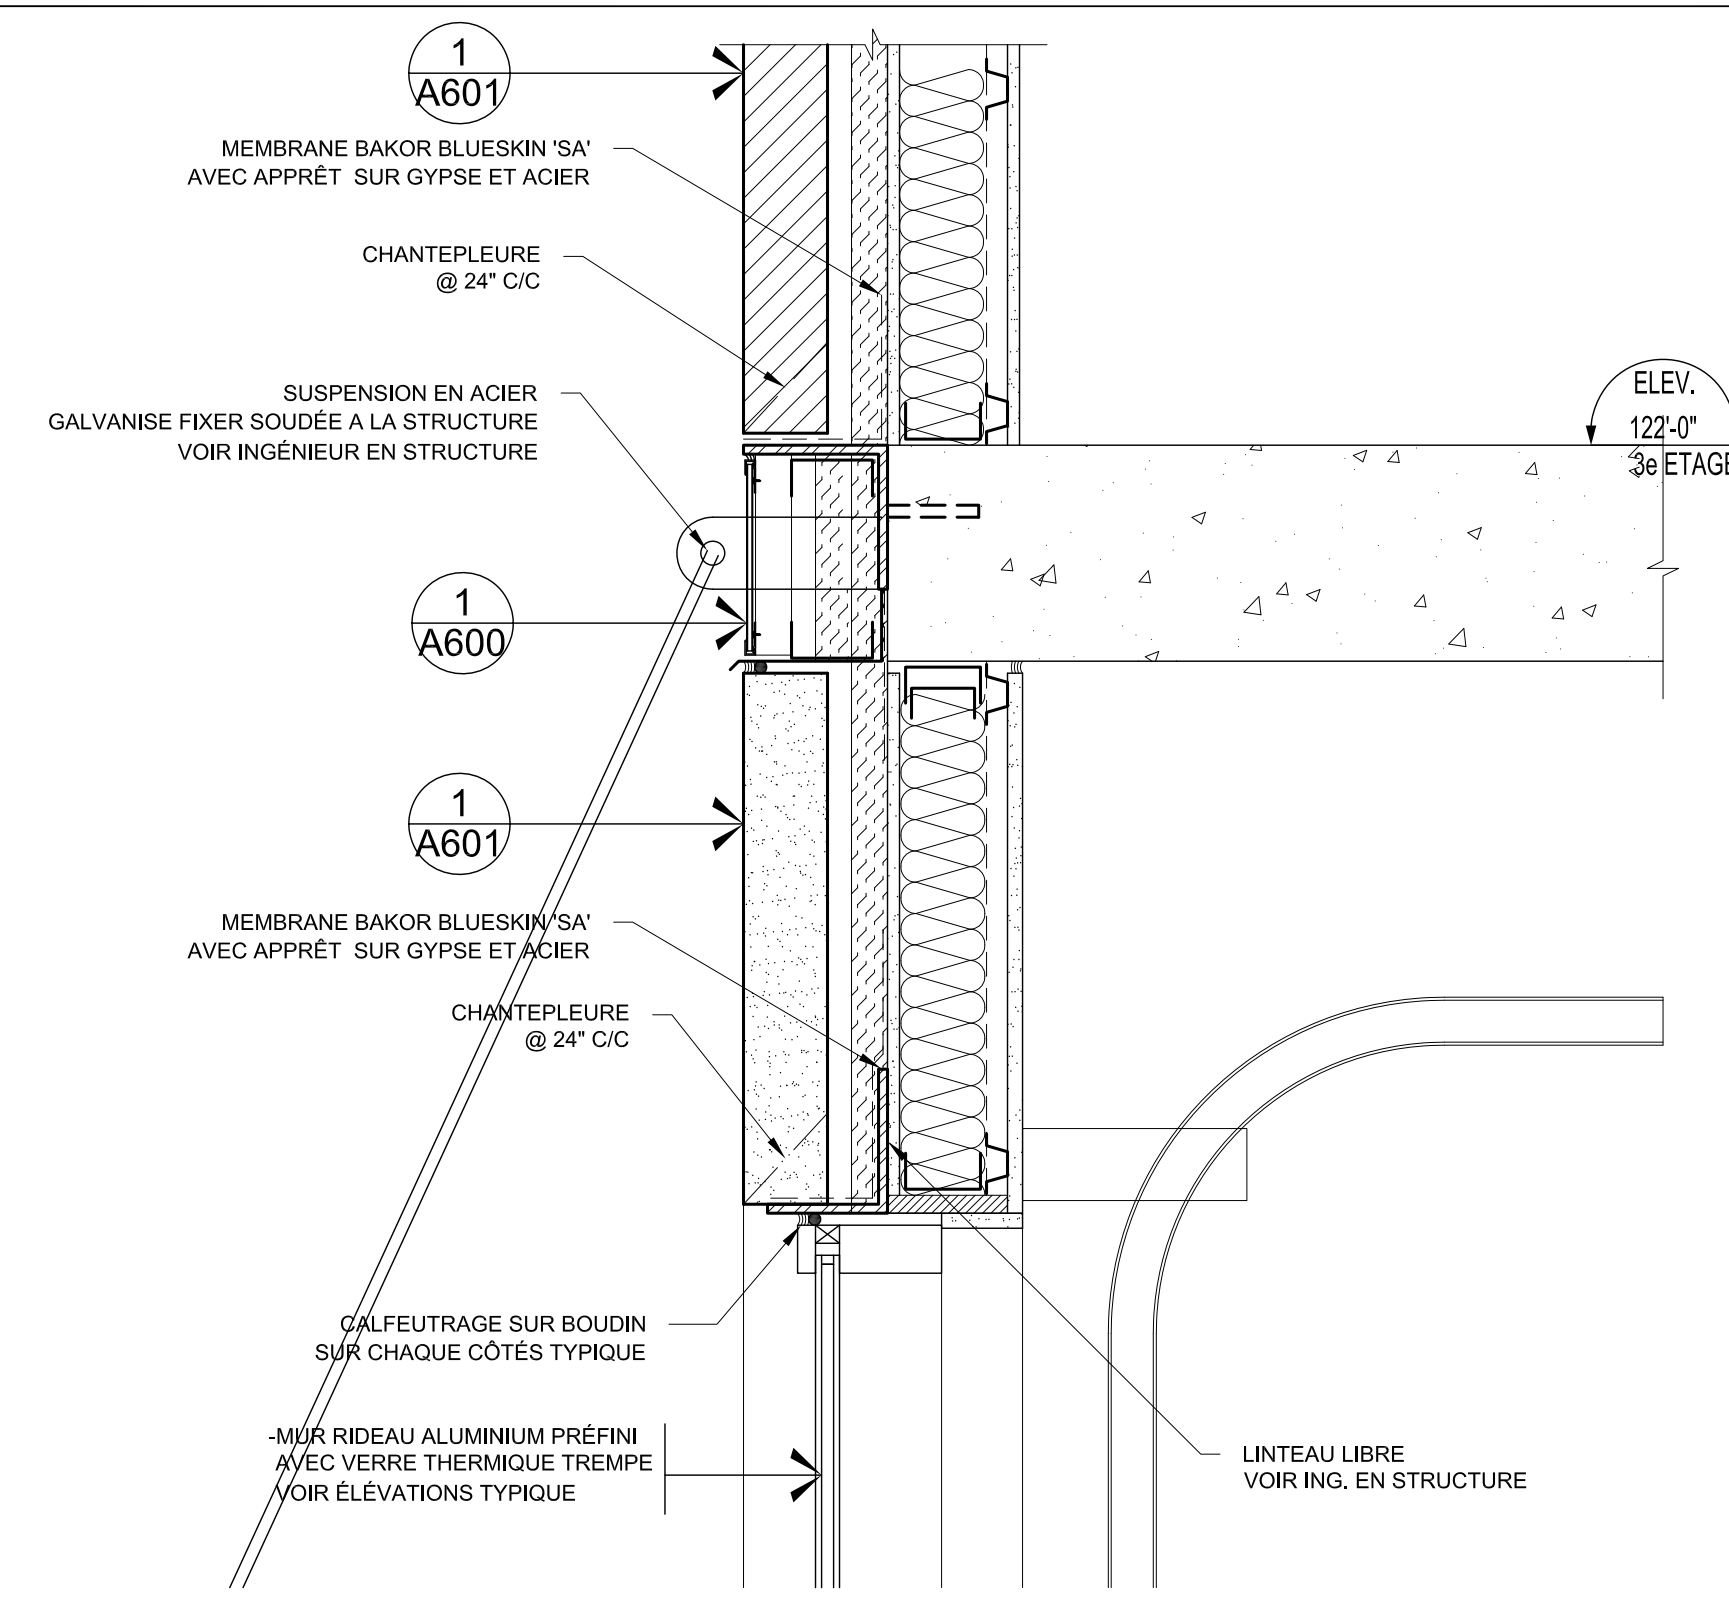 1
A601
MEMBRANE BAKOR BLUESKIN 'SA'
AVEC APPRÊT SUR GYPSE ET ACIER
CHANTEPLEURE
@ 24" C/C
SUSPENSION EN ACIER
GALVANISE FIXER SOUDÉE A LA STRUCTURE
VOIR INGÉNIEUR EN STRUCTURE
ELEV.
122'-0"
3e ETAGE
1
A600
1
A601
MEMBRANE BAKOR BLUESKIN 'SA'
AVEC APPRÊT SUR GYPSE ET ACIER
CHANTEPLEURE
@ 24" C/C
CALFEUTRAGE SUR BOUDIN
SUR CHAQUE CÔTÉS TYPIQUE
-MUR RIDEAU ALUMINIUM PRÉFINI
AVEC VERRE THERMIQUE TREMPE
VOIR ÉLÉVATIONS TYPIQUE
LINTEAU LIBRE
VOIR ING. EN STRUCTURE